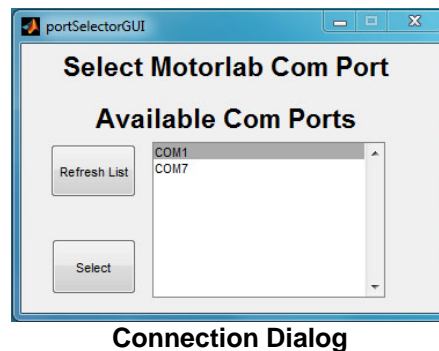 portSelectorGUI
Select Motorlab Com Port
Available Com Ports
Refresh List
COM1
COM7
Select
Connection Dialog